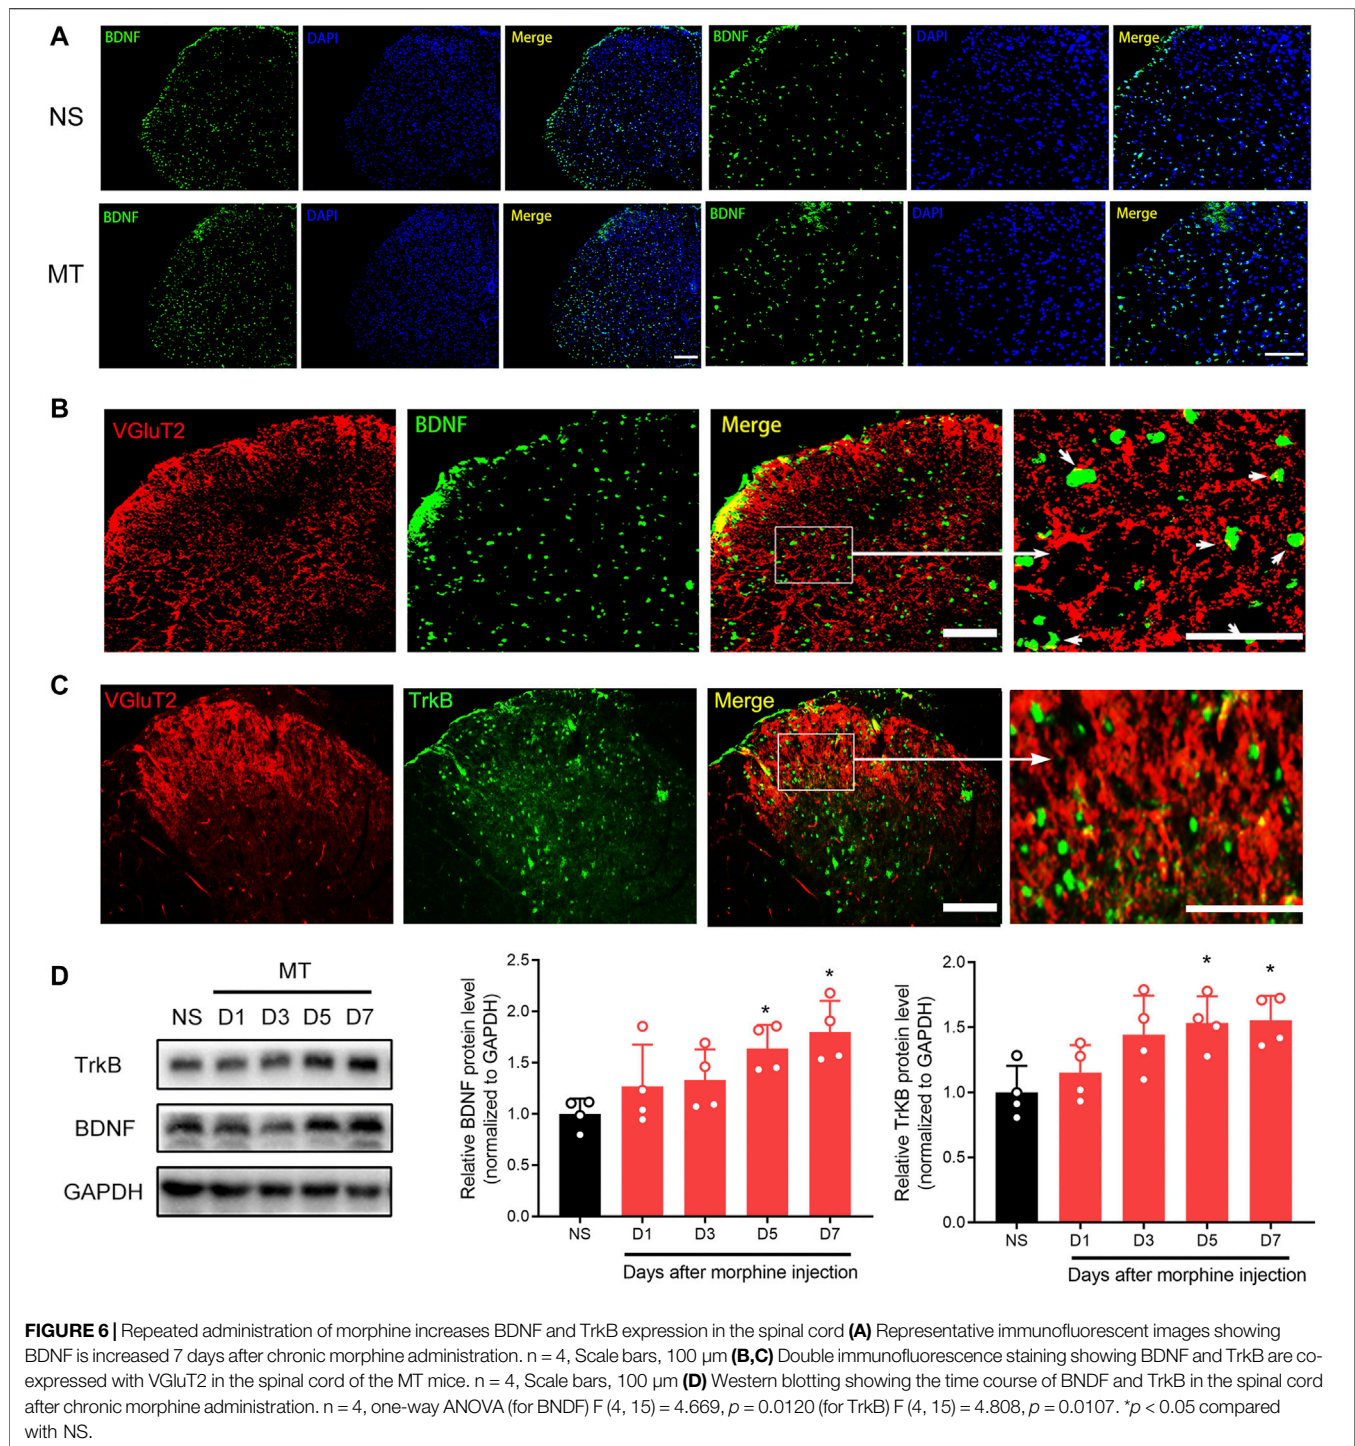 A
BDNF DAPI Merge BDNF DAPI Merge
NS
BDNF DAPI Merge BDNF DAPI Merge
MT
B
VGluT2 BDNF Merge
C
VGluT2 TrkB Merge
D
MT
NS D1 D3 D5 D7
TrkB
BDNF
GAPDH
Relative BDNF protein level
(normalized to GAPDH)
2.5
2.0
1.5
1.0
0.5
0.0
* *
NS D1 D3 D5 D7
Days after morphine injection
Relative TrKB protein level
(normalized to GAPDH)
2.0
1.5
1.0
0.5
0.0
* *
NS D1 D3 D5 D7
Days after morphine injection
FIGURE 6 | Repeated administration of morphine increases BDNF and TrkB expression in the spinal cord (A) Representative immunofluorescent images showing
BDNF is increased 7 days after chronic morphine administration. n = 4, Scale bars, 100 μm (B,C) Double immunofluorescence staining showing BDNF and TrkB are co-
expressed with VGluT2 in the spinal cord of the MT mice. n = 4, Scale bars, 100 μm (D) Western blotting showing the time course of BNDF and TrkB in the spinal cord
after chronic morphine administration. n = 4, one-way ANOVA (for BNDF) F (4, 15) = 4.669, p = 0.0120 (for TrkB) F (4, 15) = 4.808, p = 0.0107. *p < 0.05 compared
with NS.